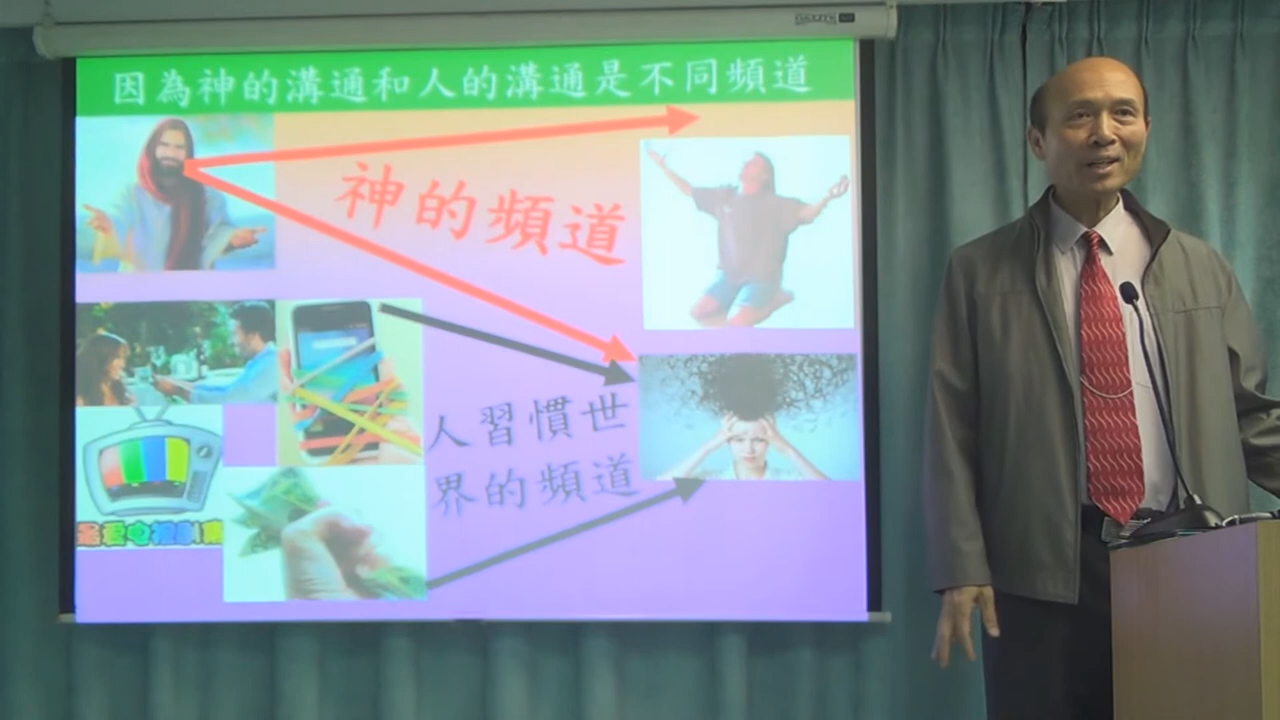 因為神的溝通和人的溝通是不同頻道
神的頻道
人習慣世
界的頻道